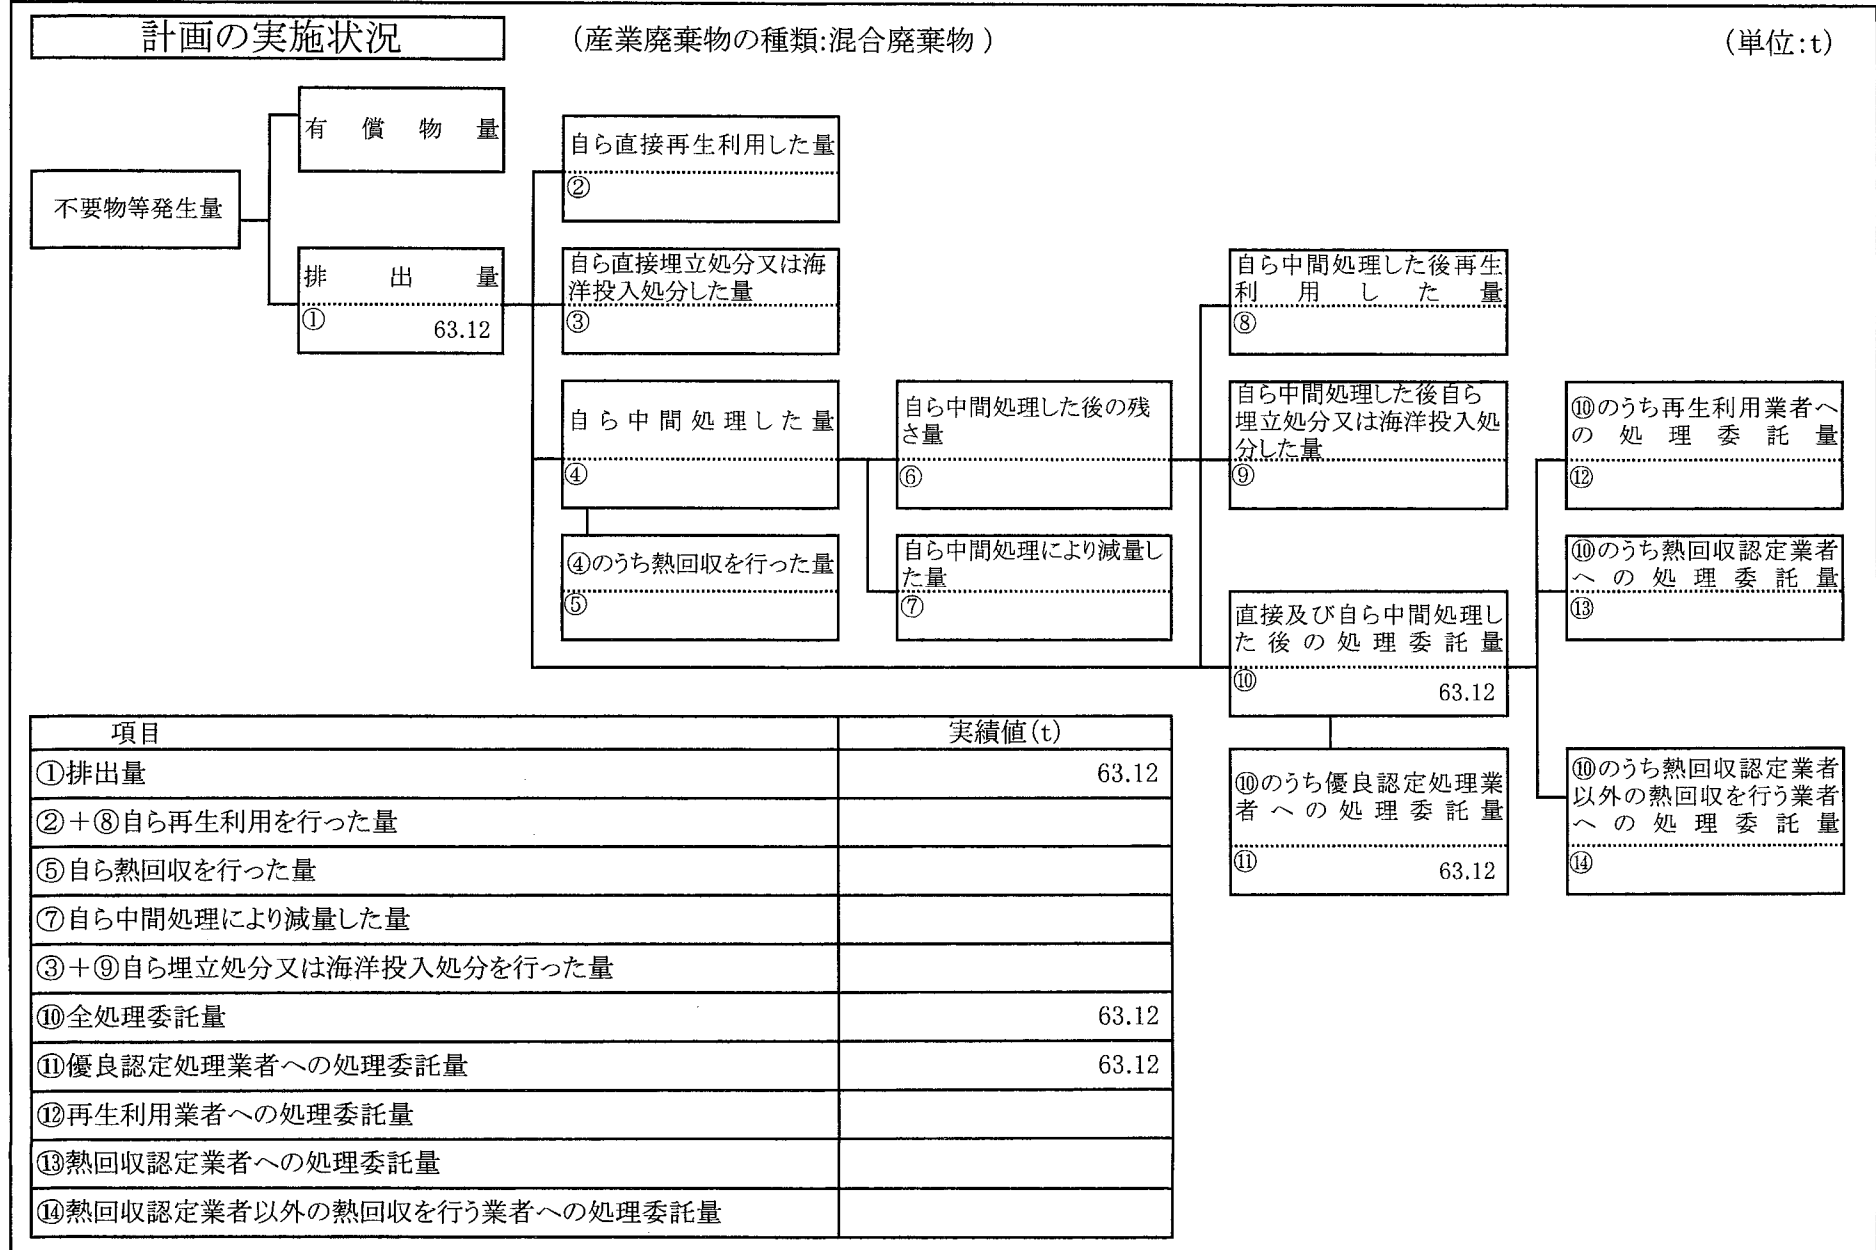 計画の実施状況
(産業廃棄物の種類:混合廃棄物 )
(単位:t)
有償物量
不要物等発生量
排出量
①
63.12
自ら直接再生利用した量
②
自ら直接埋立処分又は海
洋投入処分した量
③
自ら中間処理した量
④
④のうち熱回収を行った量
⑤
自ら中間処理した後の残
さ量
⑥
自ら中間処理により減量し
た量
⑦
自ら中間処理した後再生
利用した量
⑧
自ら中間処理した後自ら
埋立処分又は海洋投入処
分した量
⑨
直接及び自ら中間処理し
た後の処理委託量
⑩
63.12
⑩のうち優良認定処理業
者への処理委託量
⑪
63.12
⑩のうち再生利用業者へ
の処理委託量
⑫
⑩のうち熱回収認定業者
への処理委託量
⑬
⑩のうち熱回収認定業者
以外の熱回収を行う業者
への処理委託量
⑭
項目 実績値(t)
①排出量 63.12
②+⑧自ら再生利用を行った量
⑤自ら熱回収を行った量
⑦自ら中間処理により減量した量
③+⑨自ら埋立処分又は海洋投入処分を行った量
⑩全処理委託量 63.12
⑪優良認定処理業者への処理委託量 63.12
⑫再生利用業者への処理委託量
⑬熱回収認定業者への処理委託量
⑭熱回収認定業者以外の熱回収を行う業者への処理委託量